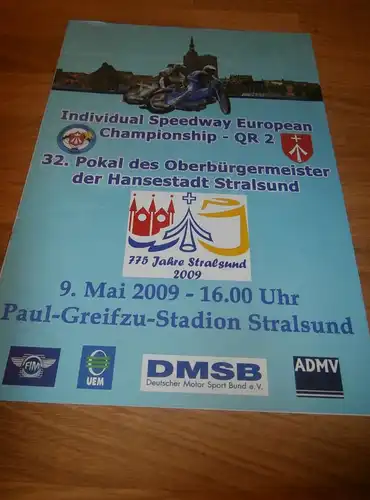 Individual Speedway European
Championship - QR 2
32. Pokal des Oberbürgermeister
der Hansestadt Stralsund
775 Jahre Stralsund
2009
9. Mai 2009 - 16.00 Uhr
Paul-Greifzu-Stadion Stralsund
FIM
UEM
DMSB
Deutscher Motor Sport Bund e.V.
ADMV